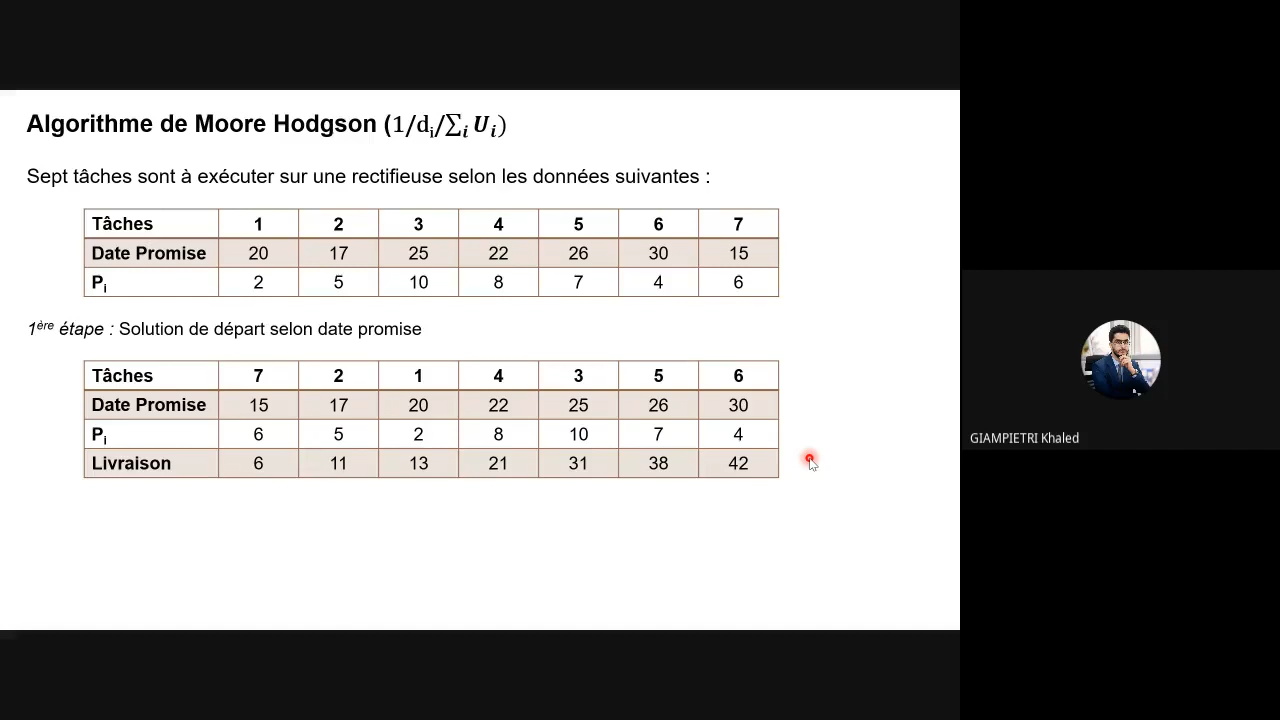 Algorithme de Moore Hodgson (1/dᵢ/∑ᵢ Uᵢ)
Sept tâches sont à exécuter sur une rectifieuse selon les données suivantes :
Tâches 1 2 3 4 5 6 7
Date Promise 20 17 25 22 26 30 15
Pᵢ 2 5 10 8 7 4 6
1ère étape : Solution de départ selon date promise
Tâches 7 2 1 4 3 5 6
Date Promise 15 17 20 22 25 26 30
Pᵢ 6 5 2 8 10 7 4
Livraison 6 11 13 21 31 38 42
GIAMPIETRI Khaled